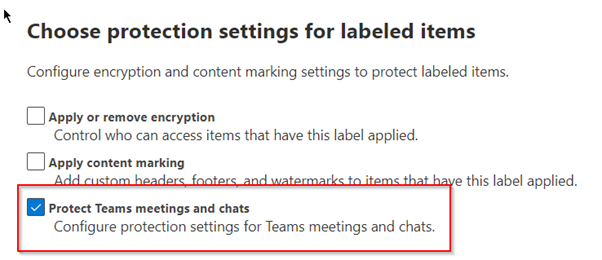 Choose protection settings for labeled items
Configure encryption and content marking settings to protect labeled items.
Apply or remove encryption
Control who can access items that have this label applied.
Apply content marking
Add custom headers, footers, and watermarks to items that have this label applied.
Protect Teams meetings and chats
Configure protection settings for Teams meetings and chats.